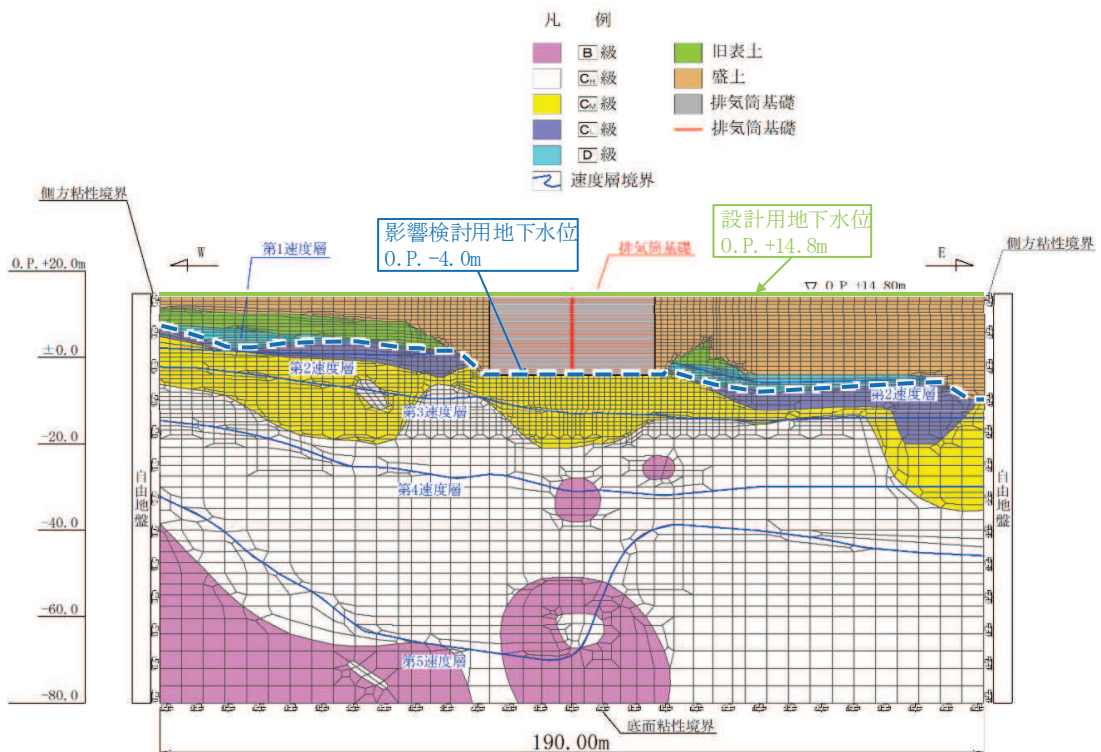 凡 例
B 級
CH 級
CM 級
CL 級
D 級
速度層境界
旧表土
盛土
排気筒基礎
排気筒基礎
側方粘性境界
影響検討用地下水位
O.P.-4.0m
設計用地下水位
O.P.+14.8m
側方粘性境界
W
第1速度層
排気筒基礎
E
O.P.+20.0m
▽ O.P.+14.80m
±0.0
第2速度層
第2速度層
第3速度層
-20.0
第4速度層
自由地盤
自由地盤
-40.0
-60.0
第5速度層
-80.0
底面粘性境界
190.00m